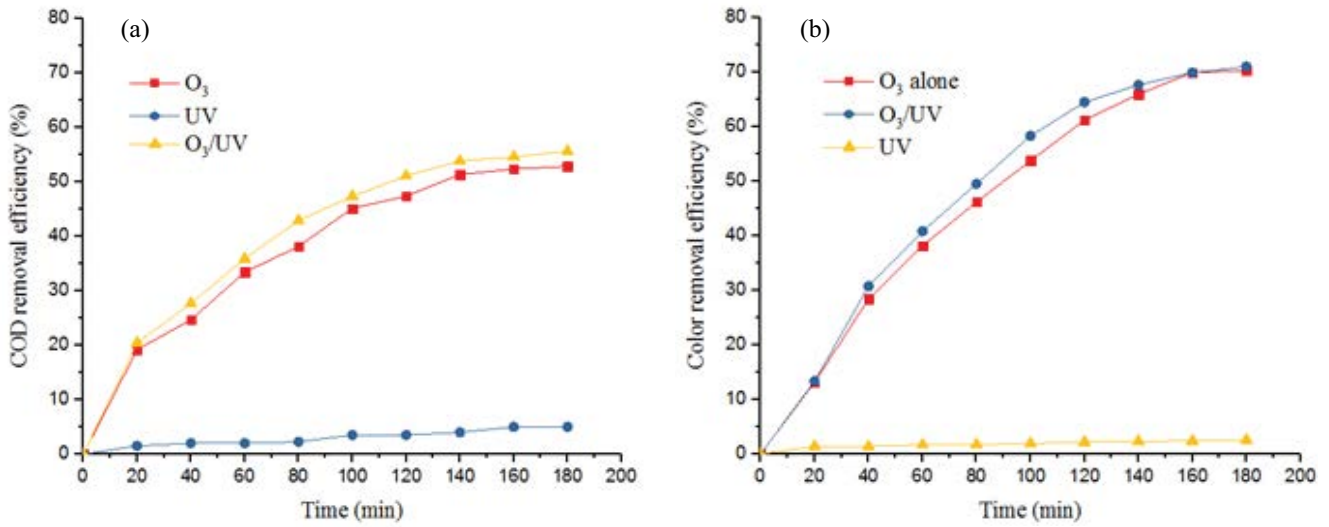 (a)
O₃
UV
O₃/UV
COD removal efficiency (%)
80
70
60
50
40
30
20
10
0
0 20 40 60 80 100 120 140 160 180 200
Time (min)
(b)
O₃ alone
O₃/UV
UV
Color removal efficiency (%)
80
70
60
50
40
30
20
10
0
0 20 40 60 80 100 120 140 160 180 200
Time (min)